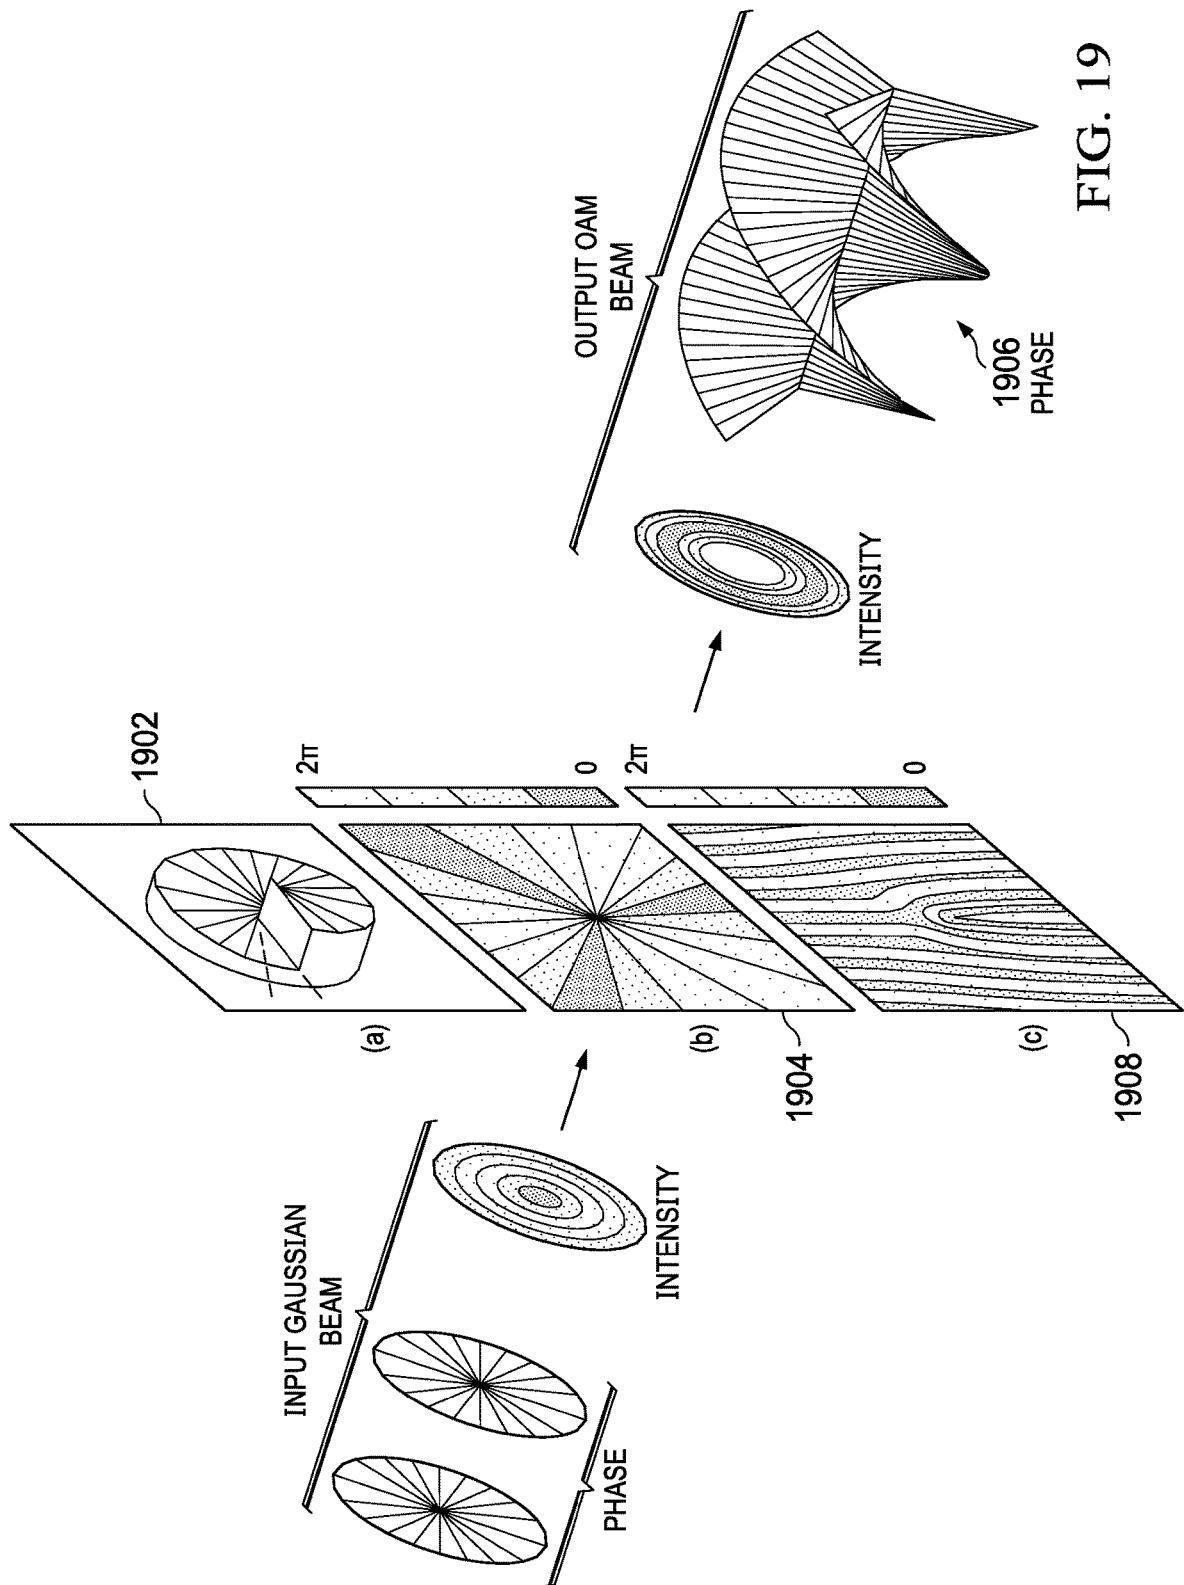 INPUT GAUSSIAN
BEAM
PHASE
INTENSITY
(a)
1902
(b)
1904
2π
0
(c)
1908
2π
0
OUTPUT OAM
BEAM
INTENSITY
1906
PHASE
FIG. 19